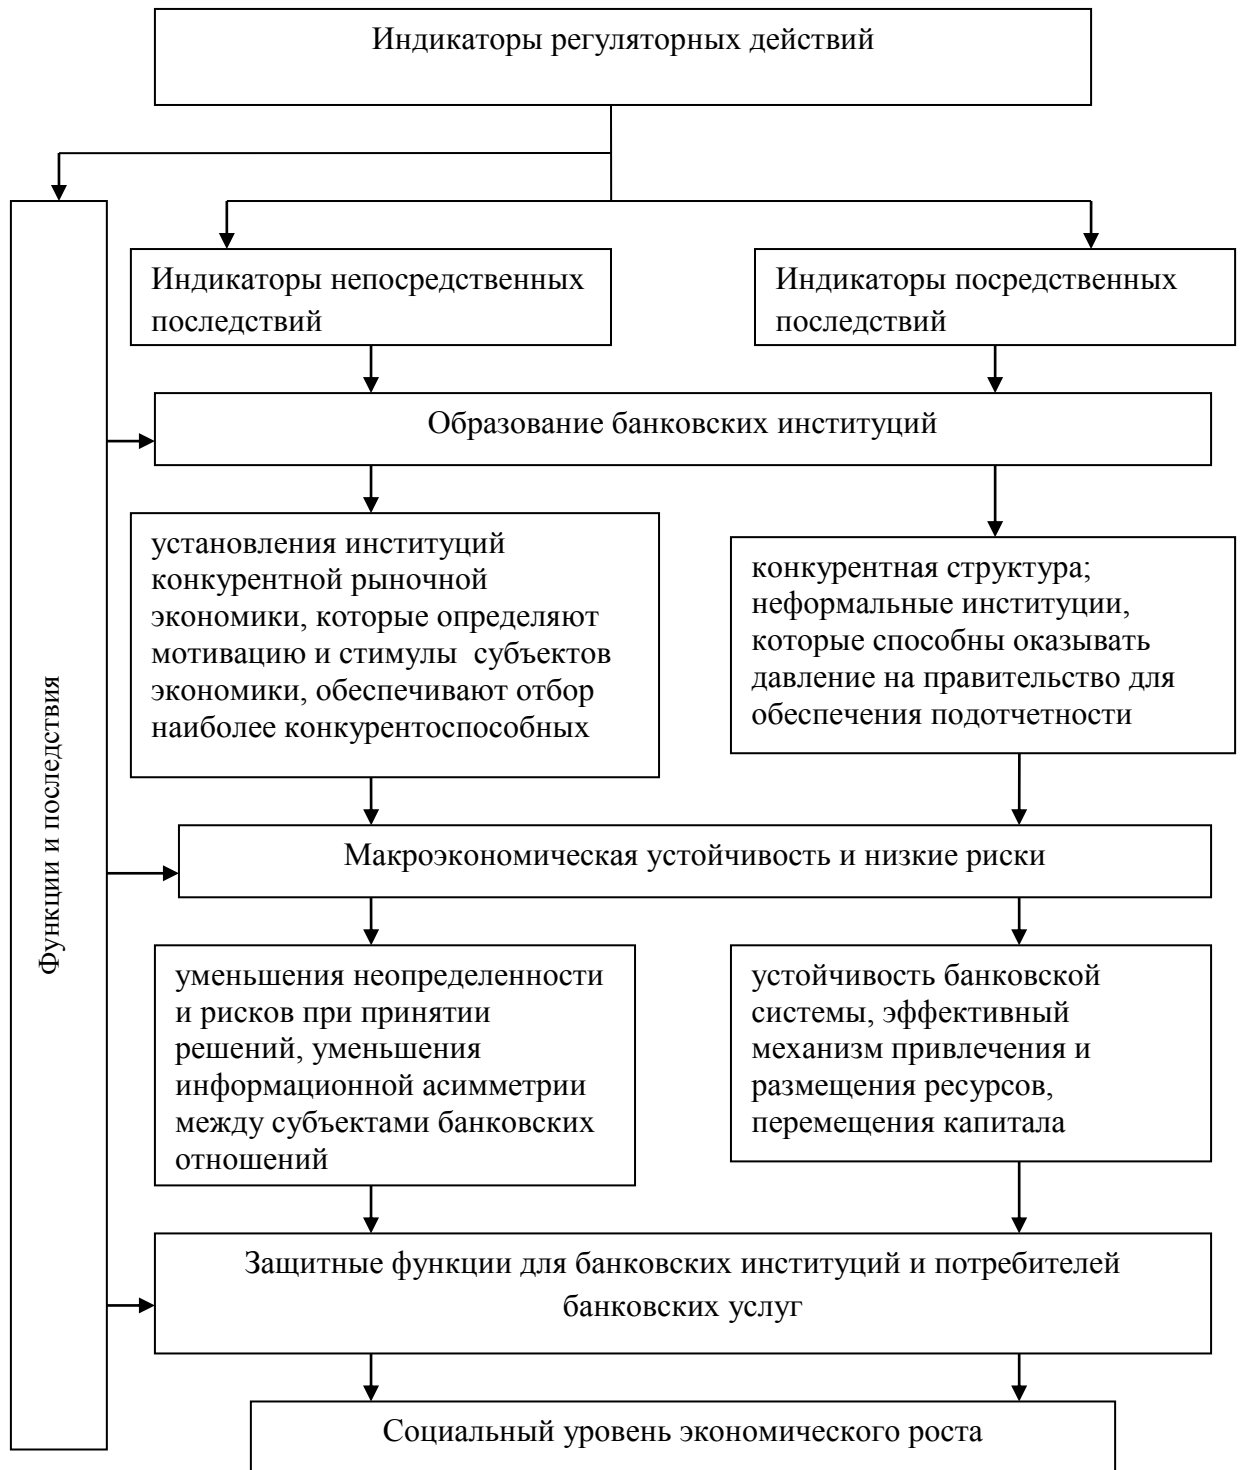 Индикаторы регуляторных действий
Индикаторы непосредственных
последствий
Индикаторы посредственных
последствий
Образование банковских институций
установления институций
конкурентной рыночной
экономики, которые определяют
мотивацию и стимулы субъектов
экономики, обеспечивают отбор
наиболее конкурентоспособных
конкурентная структура;
неформальные институции,
которые способны оказывать
давление на правительство для
обеспечения подотчетности
Функции и последствия
Макроэкономическая устойчивость и низкие риски
уменьшения неопределенности
и рисков при принятии
решений, уменьшения
информационной асимметрии
между субъектами банковских
отношений
устойчивость банковской
системы, эффективный
механизм привлечения и
размещения ресурсов,
перемещения капитала
Защитные функции для банковских институций и потребителей
банковских услуг
Социальный уровень экономического роста